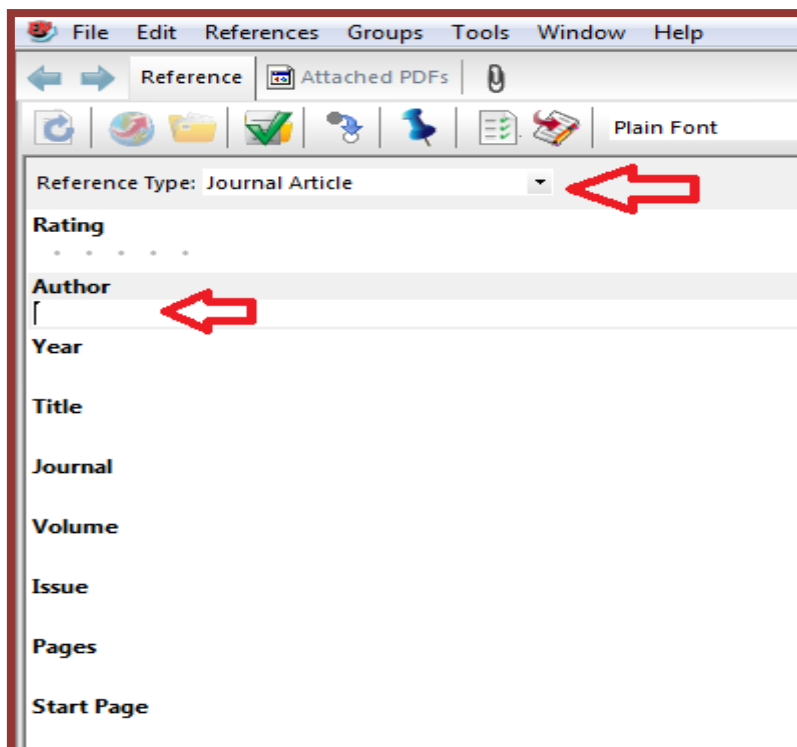 File Edit References Groups Tools Window Help
Reference Attached PDFs
Plain Font
Reference Type: Journal Article
Rating
Author
Year
Title
Journal
Volume
Issue
Pages
Start Page